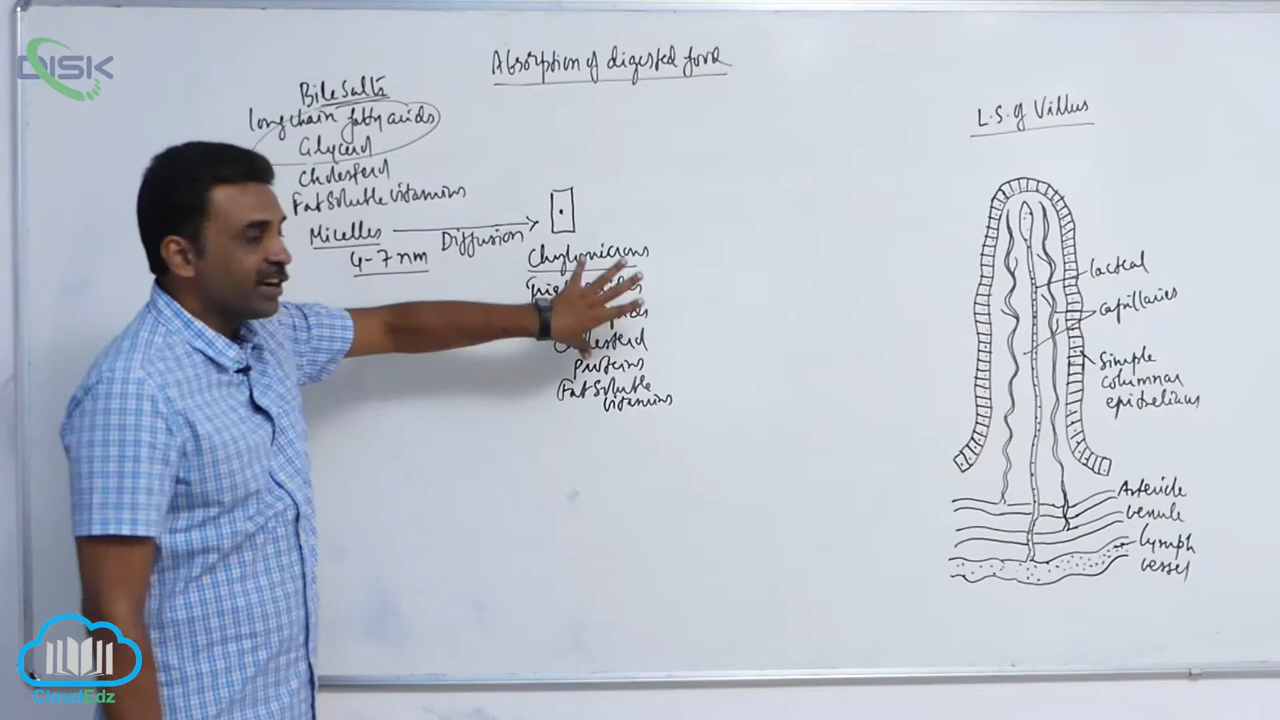 DISK
Absorption of digested food
Bile Salts
long chain fatty acids
Glycerol
Cholesterol
Fat Soluble vitamins
Micelles
Diffusion
4-7 nm
Chylomicrons
Cholesterol
Proteins
Fat Soluble
vitamins
L.S. of Villus
lacteal
capillaries
Simple
columnar
epithelium
Arteriole
venule
lymph
vessel
CloudEdz